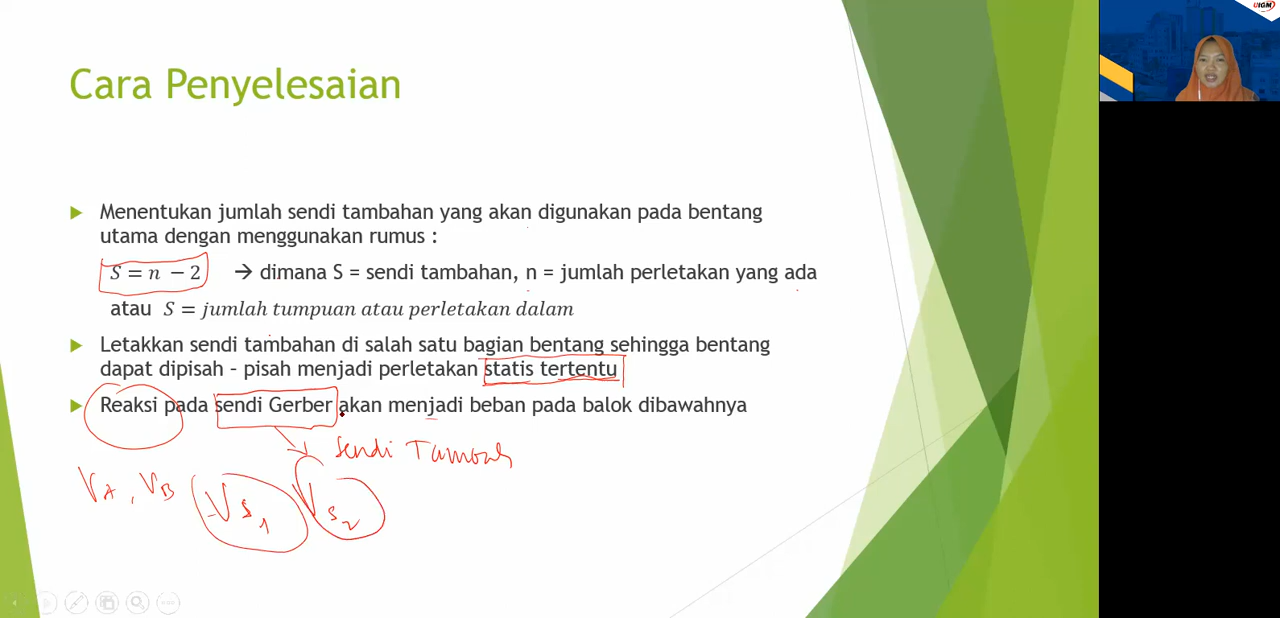 Cara Penyelesaian
Menentukan jumlah sendi tambahan yang akan digunakan pada bentang
utama dengan menggunakan rumus :
S = n − 2 → dimana S = sendi tambahan, n = jumlah perletakan yang ada
atau S = jumlah tumpuan atau perletakan dalam
Letakkan sendi tambahan di salah satu bagian bentang sehingga bentang
dapat dipisah – pisah menjadi perletakan statis tertentu
Reaksi pada sendi Gerber akan menjadi beban pada balok dibawahnya
Sendi
VA, VB VS1 VS2
UIGM